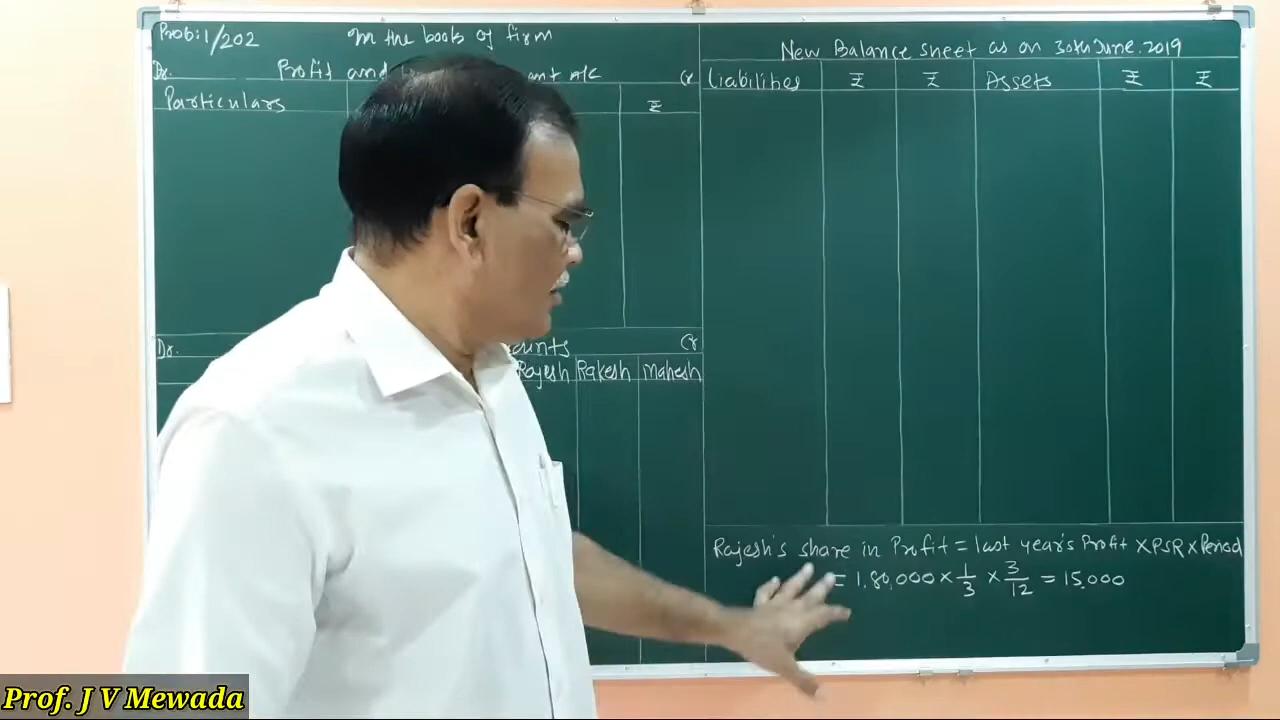 Prob: 1/202
In the books of firm
Dr. Profit and ant A/c Cr
Particulars ₹
Dr. ounts Cr
Rajesh Rakesh Mahesh
New Balance sheet as on 30th June. 2019
Liabilities ₹ ₹ Assets ₹ ₹
Rajesh's share in Profit = last year's Profit × PSR × Period
= 1,80,000 × 1/3 × 3/12 = 15,000
Prof. J V Mewada